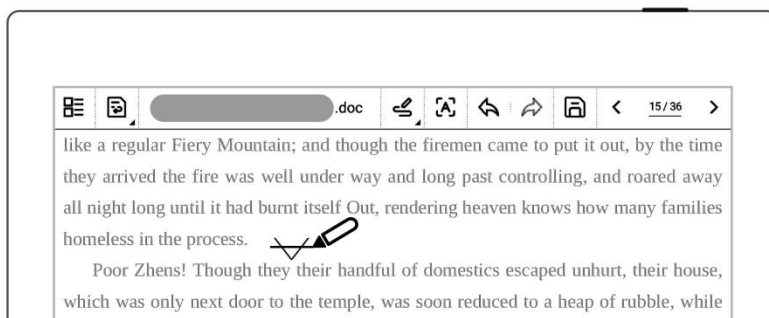 .doc
15 / 36
like a regular Fiery Mountain; and though the firemen came to put it out, by the time
they arrived the fire was well under way and long past controlling, and roared away
all night long until it had burnt itself Out, rendering heaven knows how many families
homeless in the process.
Poor Zhens! Though they their handful of domestics escaped unhurt, their house,
which was only next door to the temple, was soon reduced to a heap of rubble, while